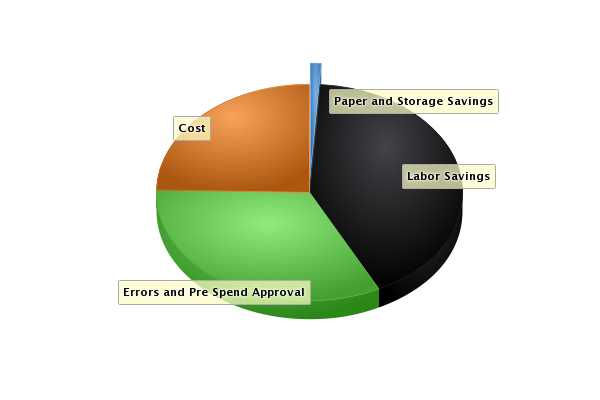 Paper and Storage Savings
Cost
Labor Savings
Errors and Pre Spend Approval